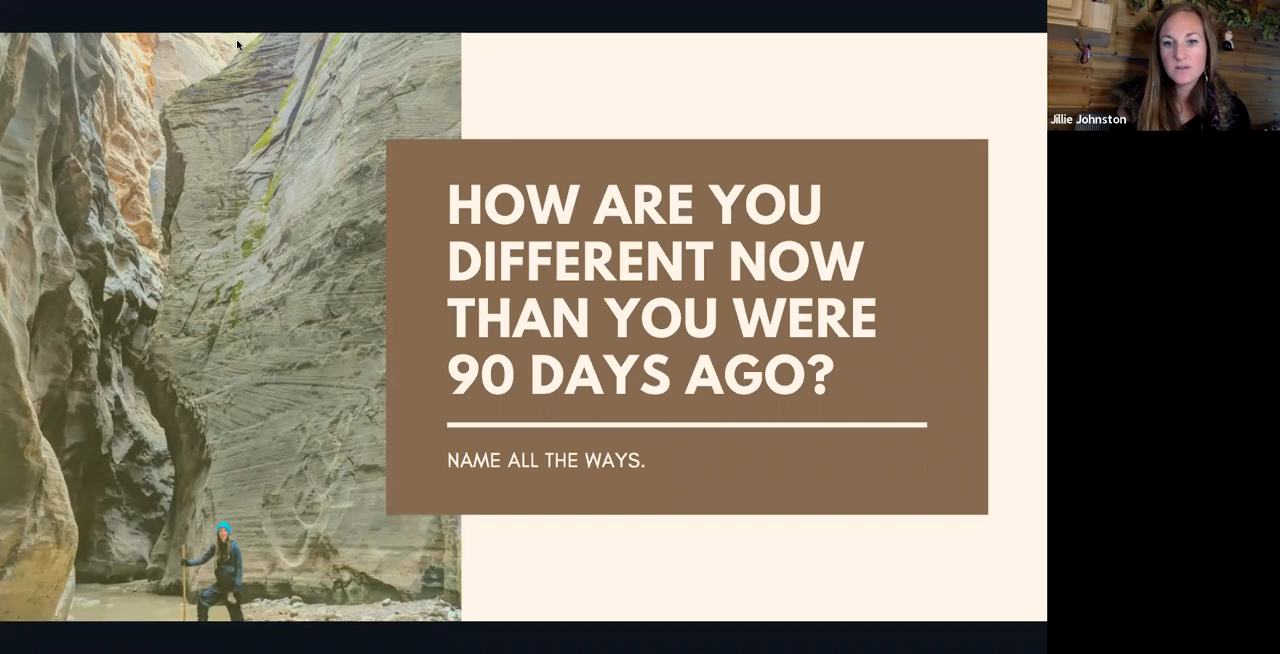 HOW ARE YOU
DIFFERENT NOW
THAN YOU WERE
90 DAYS AGO?
NAME ALL THE WAYS.
Jillie Johnston